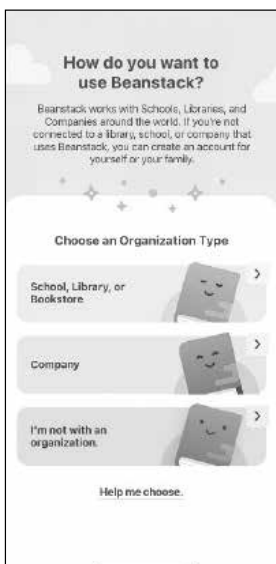 How do you want to
use Beanstack?
Beanstack works with Schools, Libraries, and
Companies around the world. If you're not
connected to a library, school, or company that
uses Beanstack, you can create an account for
yourself or your family.
Choose an Organization Type
School, Library, or
Bookstore
Company
I'm not with an
organization.
Help me choose.